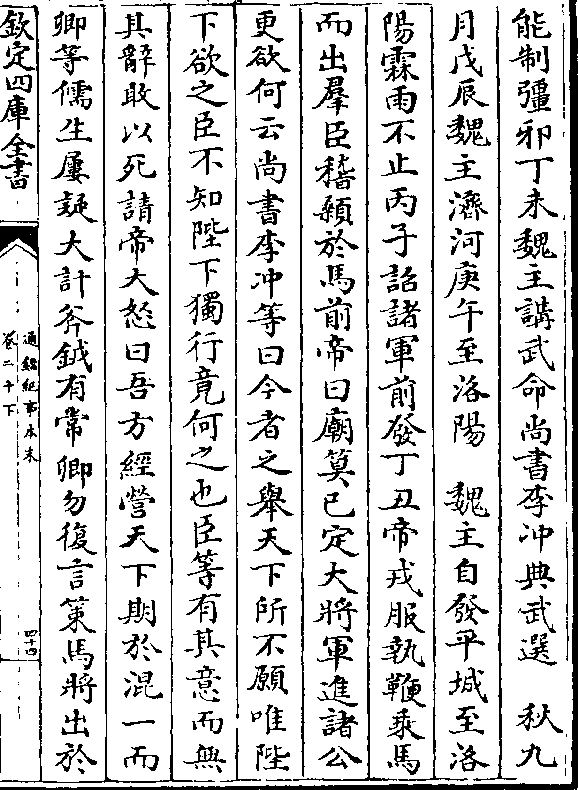 能制彊邪丁未魏主講武命尚書李冲典武選　秋九
月戊辰魏主濟河庚午至洛陽　魏主自發平城至洛
陽霖雨不止丙子詔諸軍前發丁丑帝戎服執鞭乗馬
而出羣臣稽顙於馬前帝曰廟算已定大將軍進諸公
更欲何云尚書李冲等曰今者之舉天下所不願唯陛
下欲之臣不知陛下獨行竟何之也臣等有其意而無
其辭敢以死請帝大怒曰吾方經營天下期於混一而
卿等儒生屢疑大計斧鉞有常卿勿復言策馬將出於
欽定四庫全書
通鑑紀事本末
卷二十下
四十四